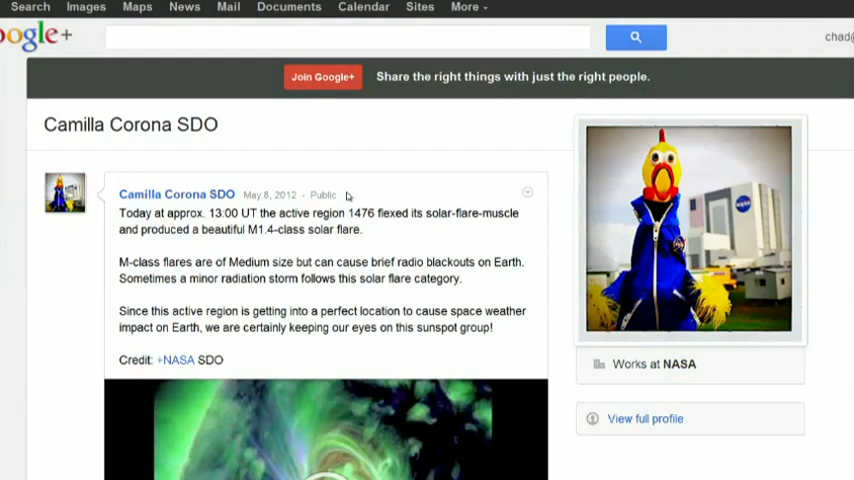 Search Images Maps News Mail Documents Calendar Sites More
oogle+
chad@
Join Google+ Share the right things with just the right people.
Camilla Corona SDO
Camilla Corona SDO May 8, 2012 - Public
Today at approx. 13:00 UT the active region 1476 flexed its solar-flare-muscle
and produced a beautiful M1.4-class solar flare.
M-class flares are of Medium size but can cause brief radio blackouts on Earth.
Sometimes a minor radiation storm follows this solar flare category.
Since this active region is getting into a perfect location to cause space weather
impact on Earth, we are certainly keeping our eyes on this sunspot group!
Credit: +NASA SDO
NASA
Works at NASA
View full profile